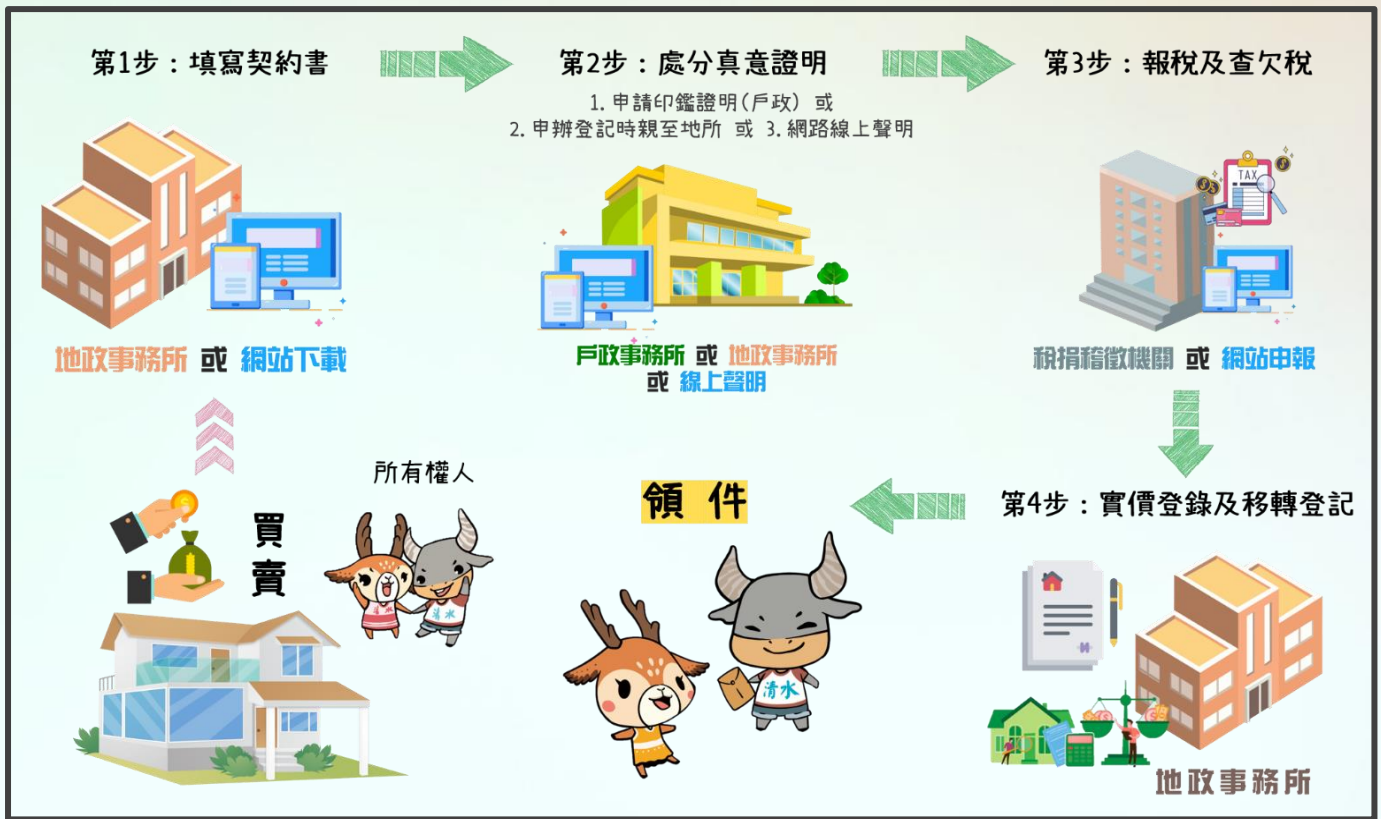 第1步：填寫契約書
第2步：處分真意證明
第3步：報稅及查欠稅
1. 申請印鑑證明(戶政) 或
2. 申辦登記時親至地所 或 3. 網路線上聲明
TAX
地政事務所 或 網站下載
戶政事務所 或 地政事務所
或 線上聲明
稅捐稽徵機關 或 網站申報
所有權人
買賣
清水
清水
領 件
清水
第4步：實價登錄及移轉登記
地政事務所